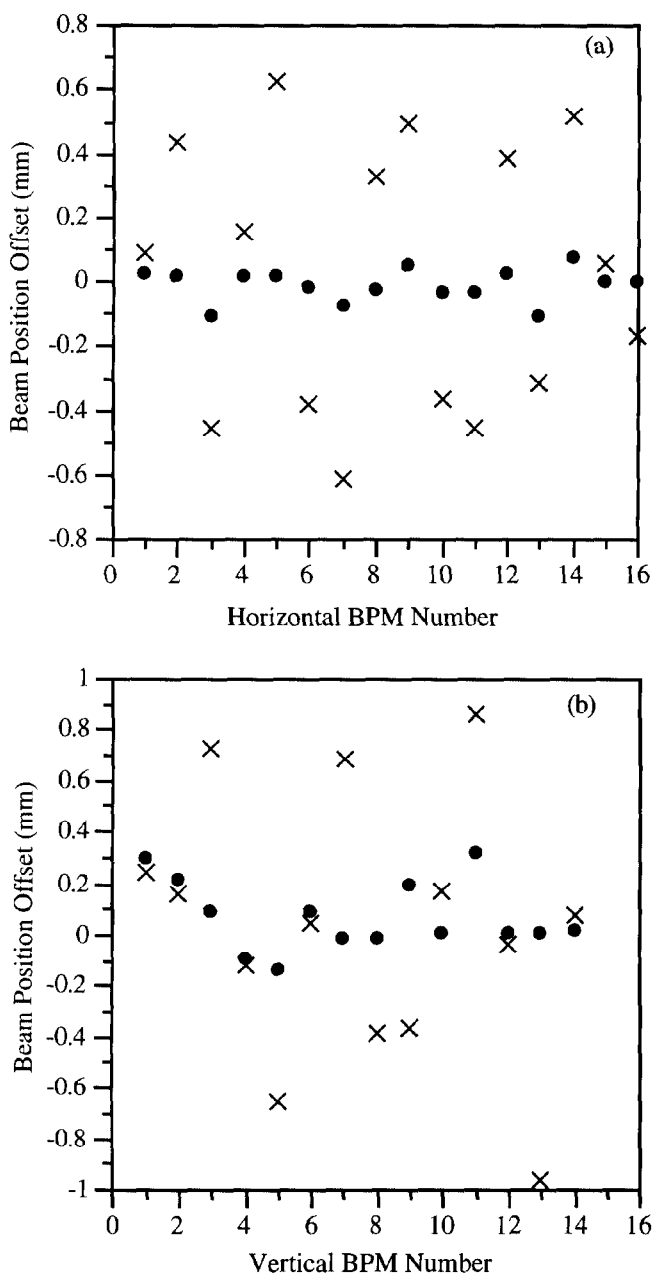 (a)
Beam Position Offset (mm)
0.8
0.6
0.4
0.2
0
-0.2
-0.4
-0.6
-0.8
0 2 4 6 8 10 12 14 16
Horizontal BPM Number
(b)
Beam Position Offset (mm)
1
0.8
0.6
0.4
0.2
0
-0.2
-0.4
-0.6
-0.8
-1
0 2 4 6 8 10 12 14 16
Vertical BPM Number